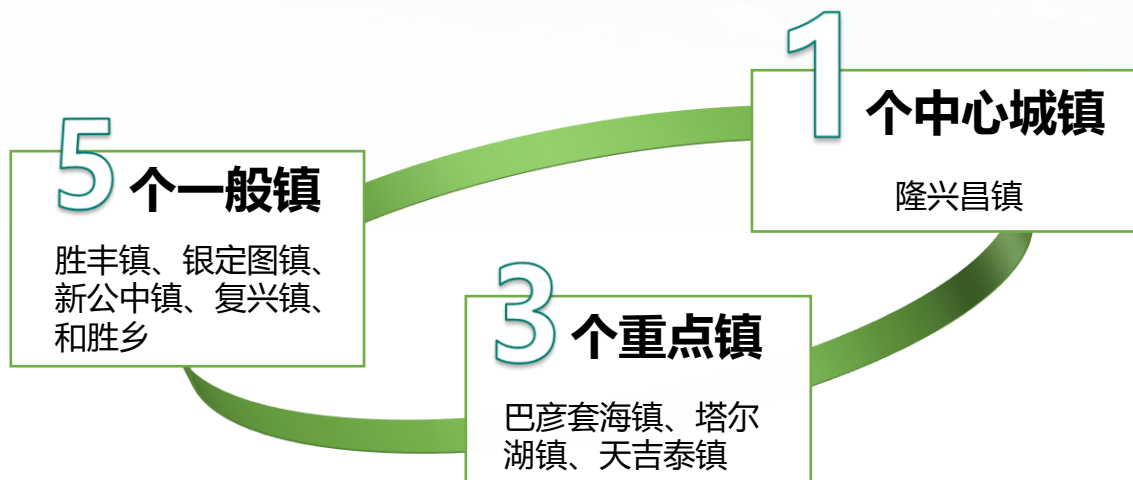 1个中心城镇
隆兴昌镇
5个一般镇
胜丰镇、银定图镇、
新公中镇、复兴镇、
和胜乡
3个重点镇
巴彦套海镇、塔尔
湖镇、天吉泰镇